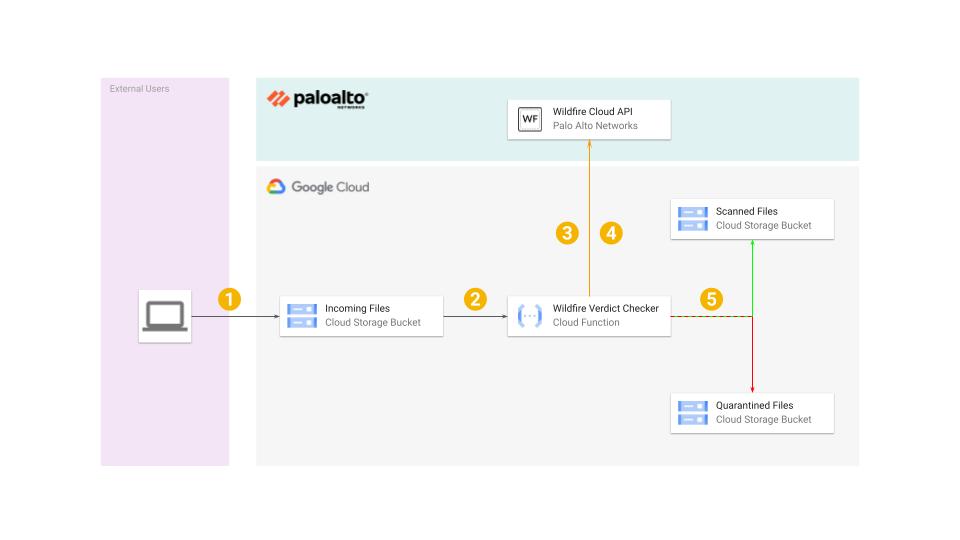 External Users
paloalto®
NETWORKS
WF
Wildfire Cloud API
Palo Alto Networks
Google Cloud
Scanned Files
Cloud Storage Bucket
3
4
1
2
5
Incoming Files
Cloud Storage Bucket
Wildfire Verdict Checker
Cloud Function
Quarantined Files
Cloud Storage Bucket